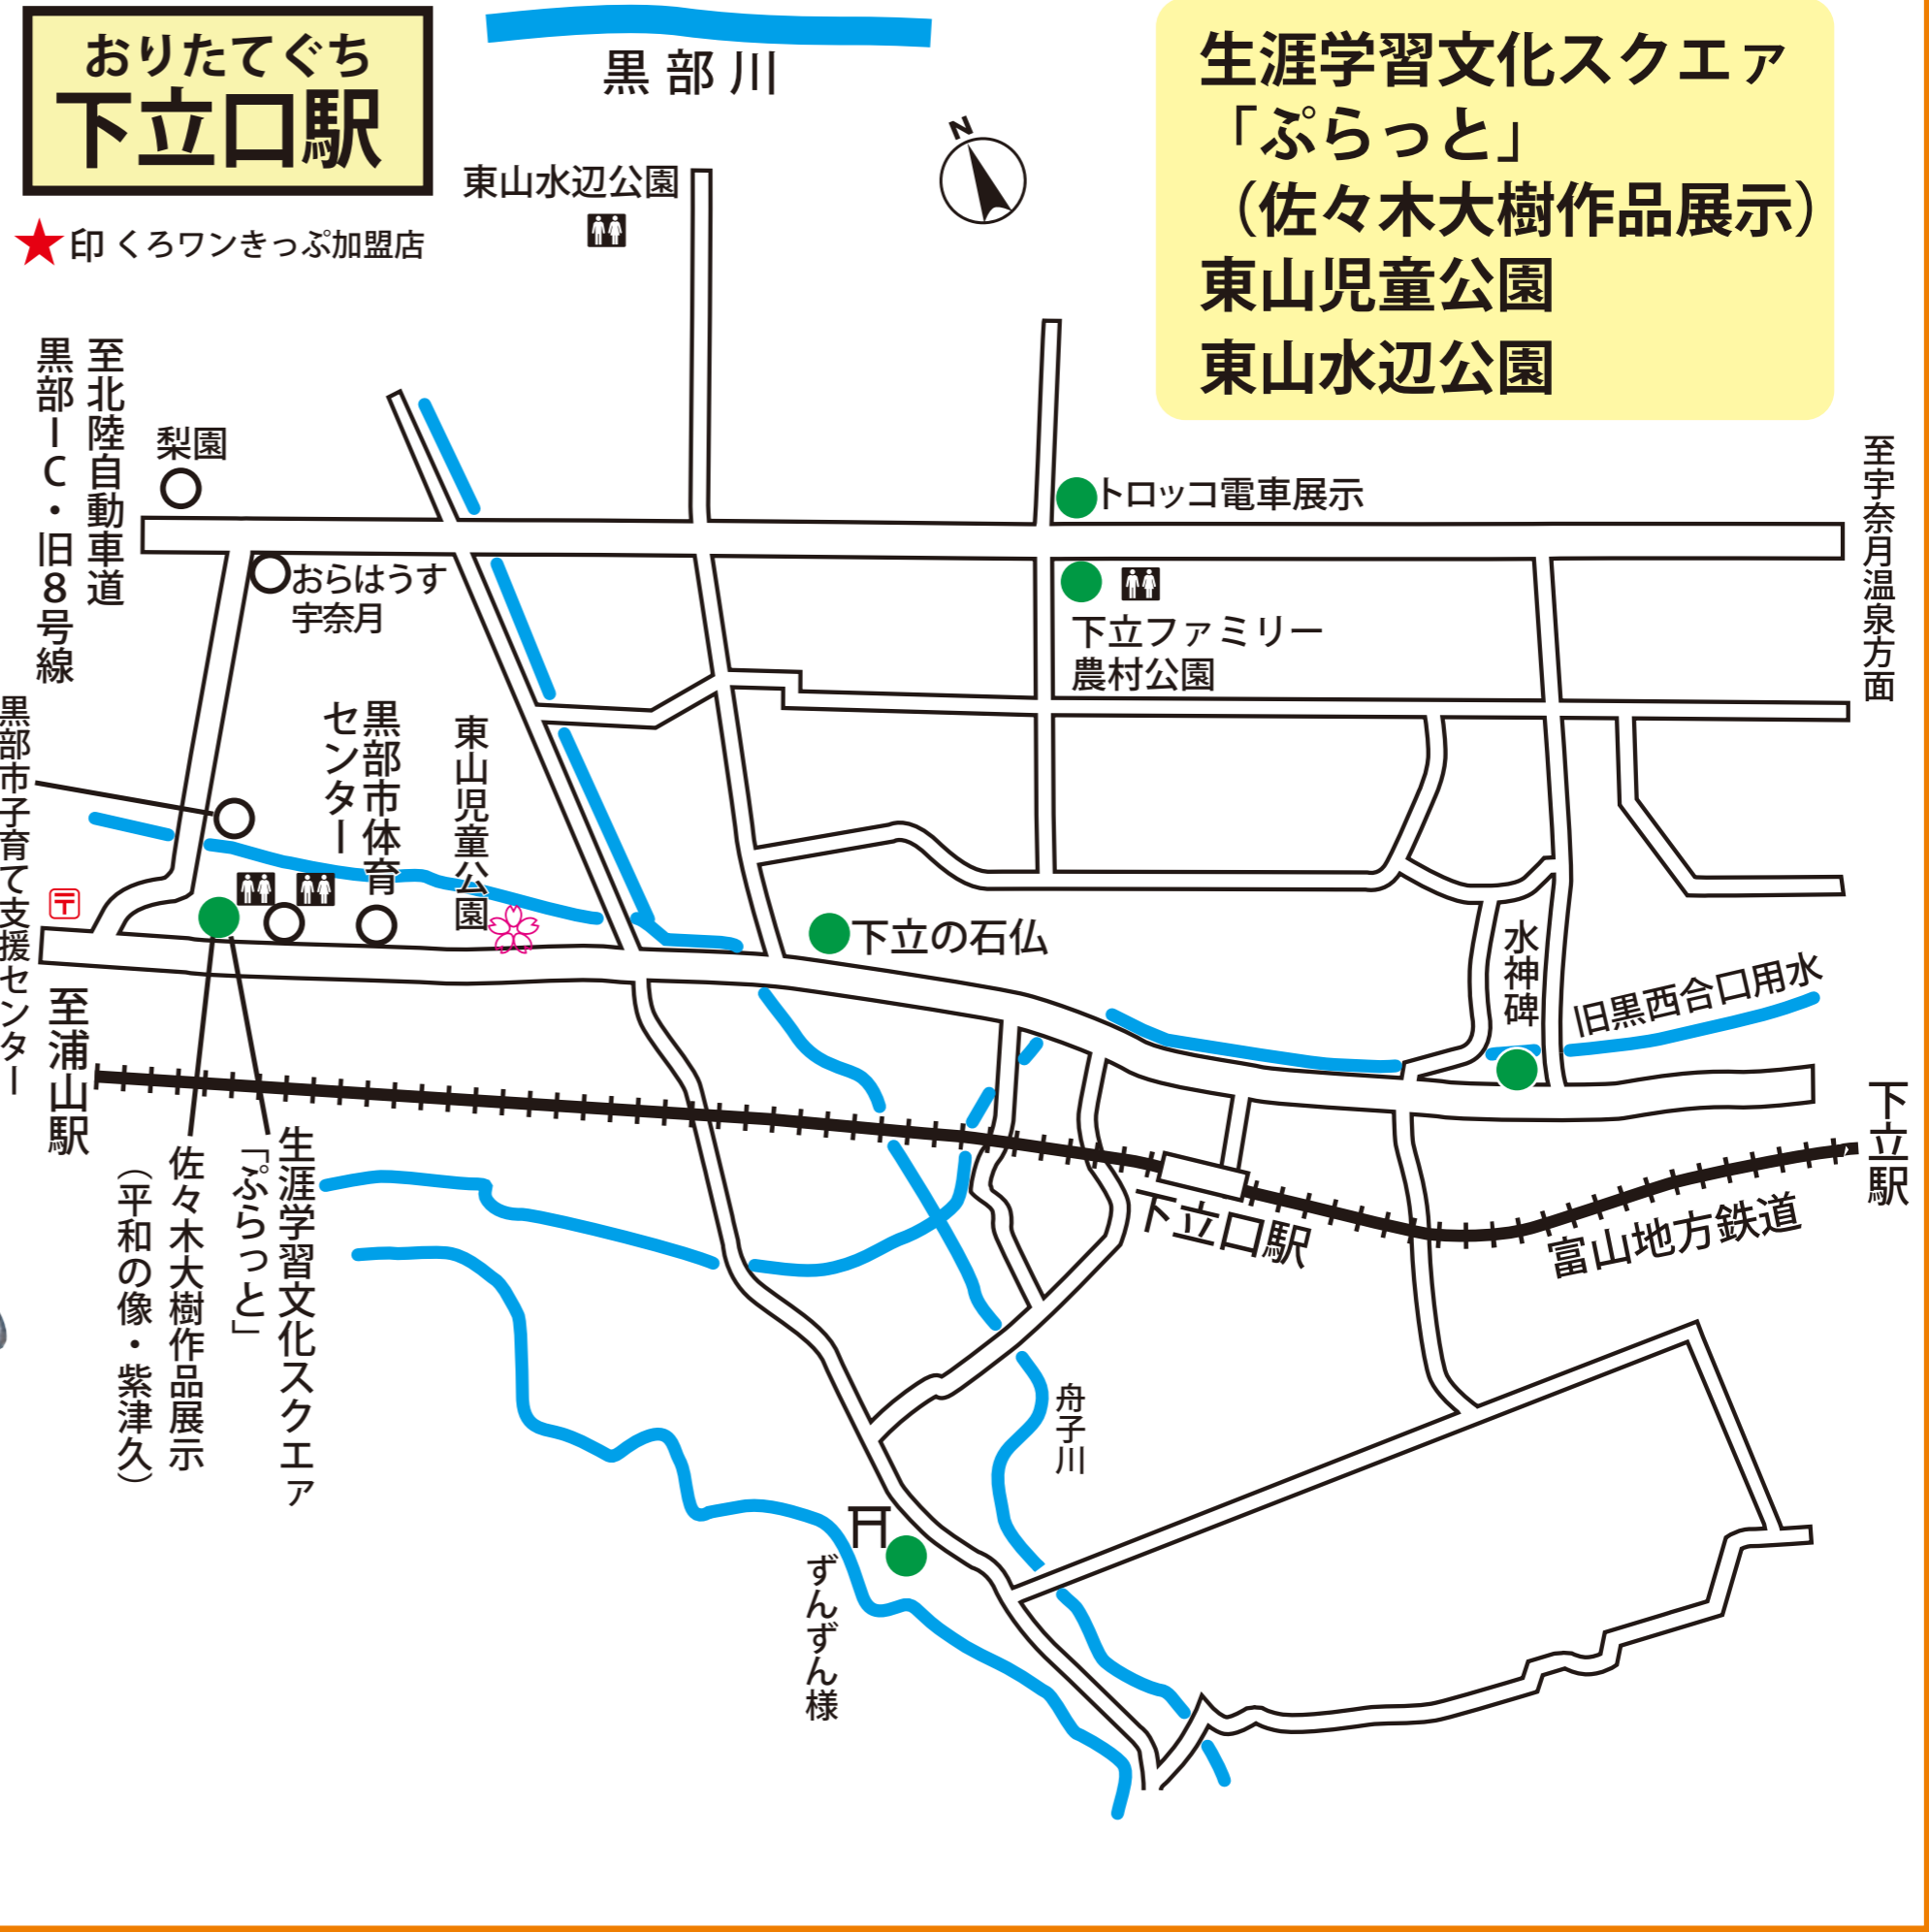 おりたてぐち
下立口駅
★印 くろワンきっぷ加盟店
黒部川
N
生涯学習文化スクエァ
「ぷらっと」
（佐々木大樹作品展示）
東山児童公園
東山水辺公園
東山水辺公園
至北陸自動車道
黒部IC・旧8号線
梨園
おらはうす
宇奈月
トロッコ電車展示
下立ファミリー
農村公園
至宇奈月温泉方面
黒部市子育て支援センター
黒部市体育
センター
東山児童公園
〒
下立の石仏
水神碑
旧黒西合口用水
至浦山駅
下立駅
下立口駅
富山地方鉄道
生涯学習文化スクエァ
「ぷらっと」
佐々木大樹作品展示
（平和の像・紫津久）
舟子川
ずんずん様